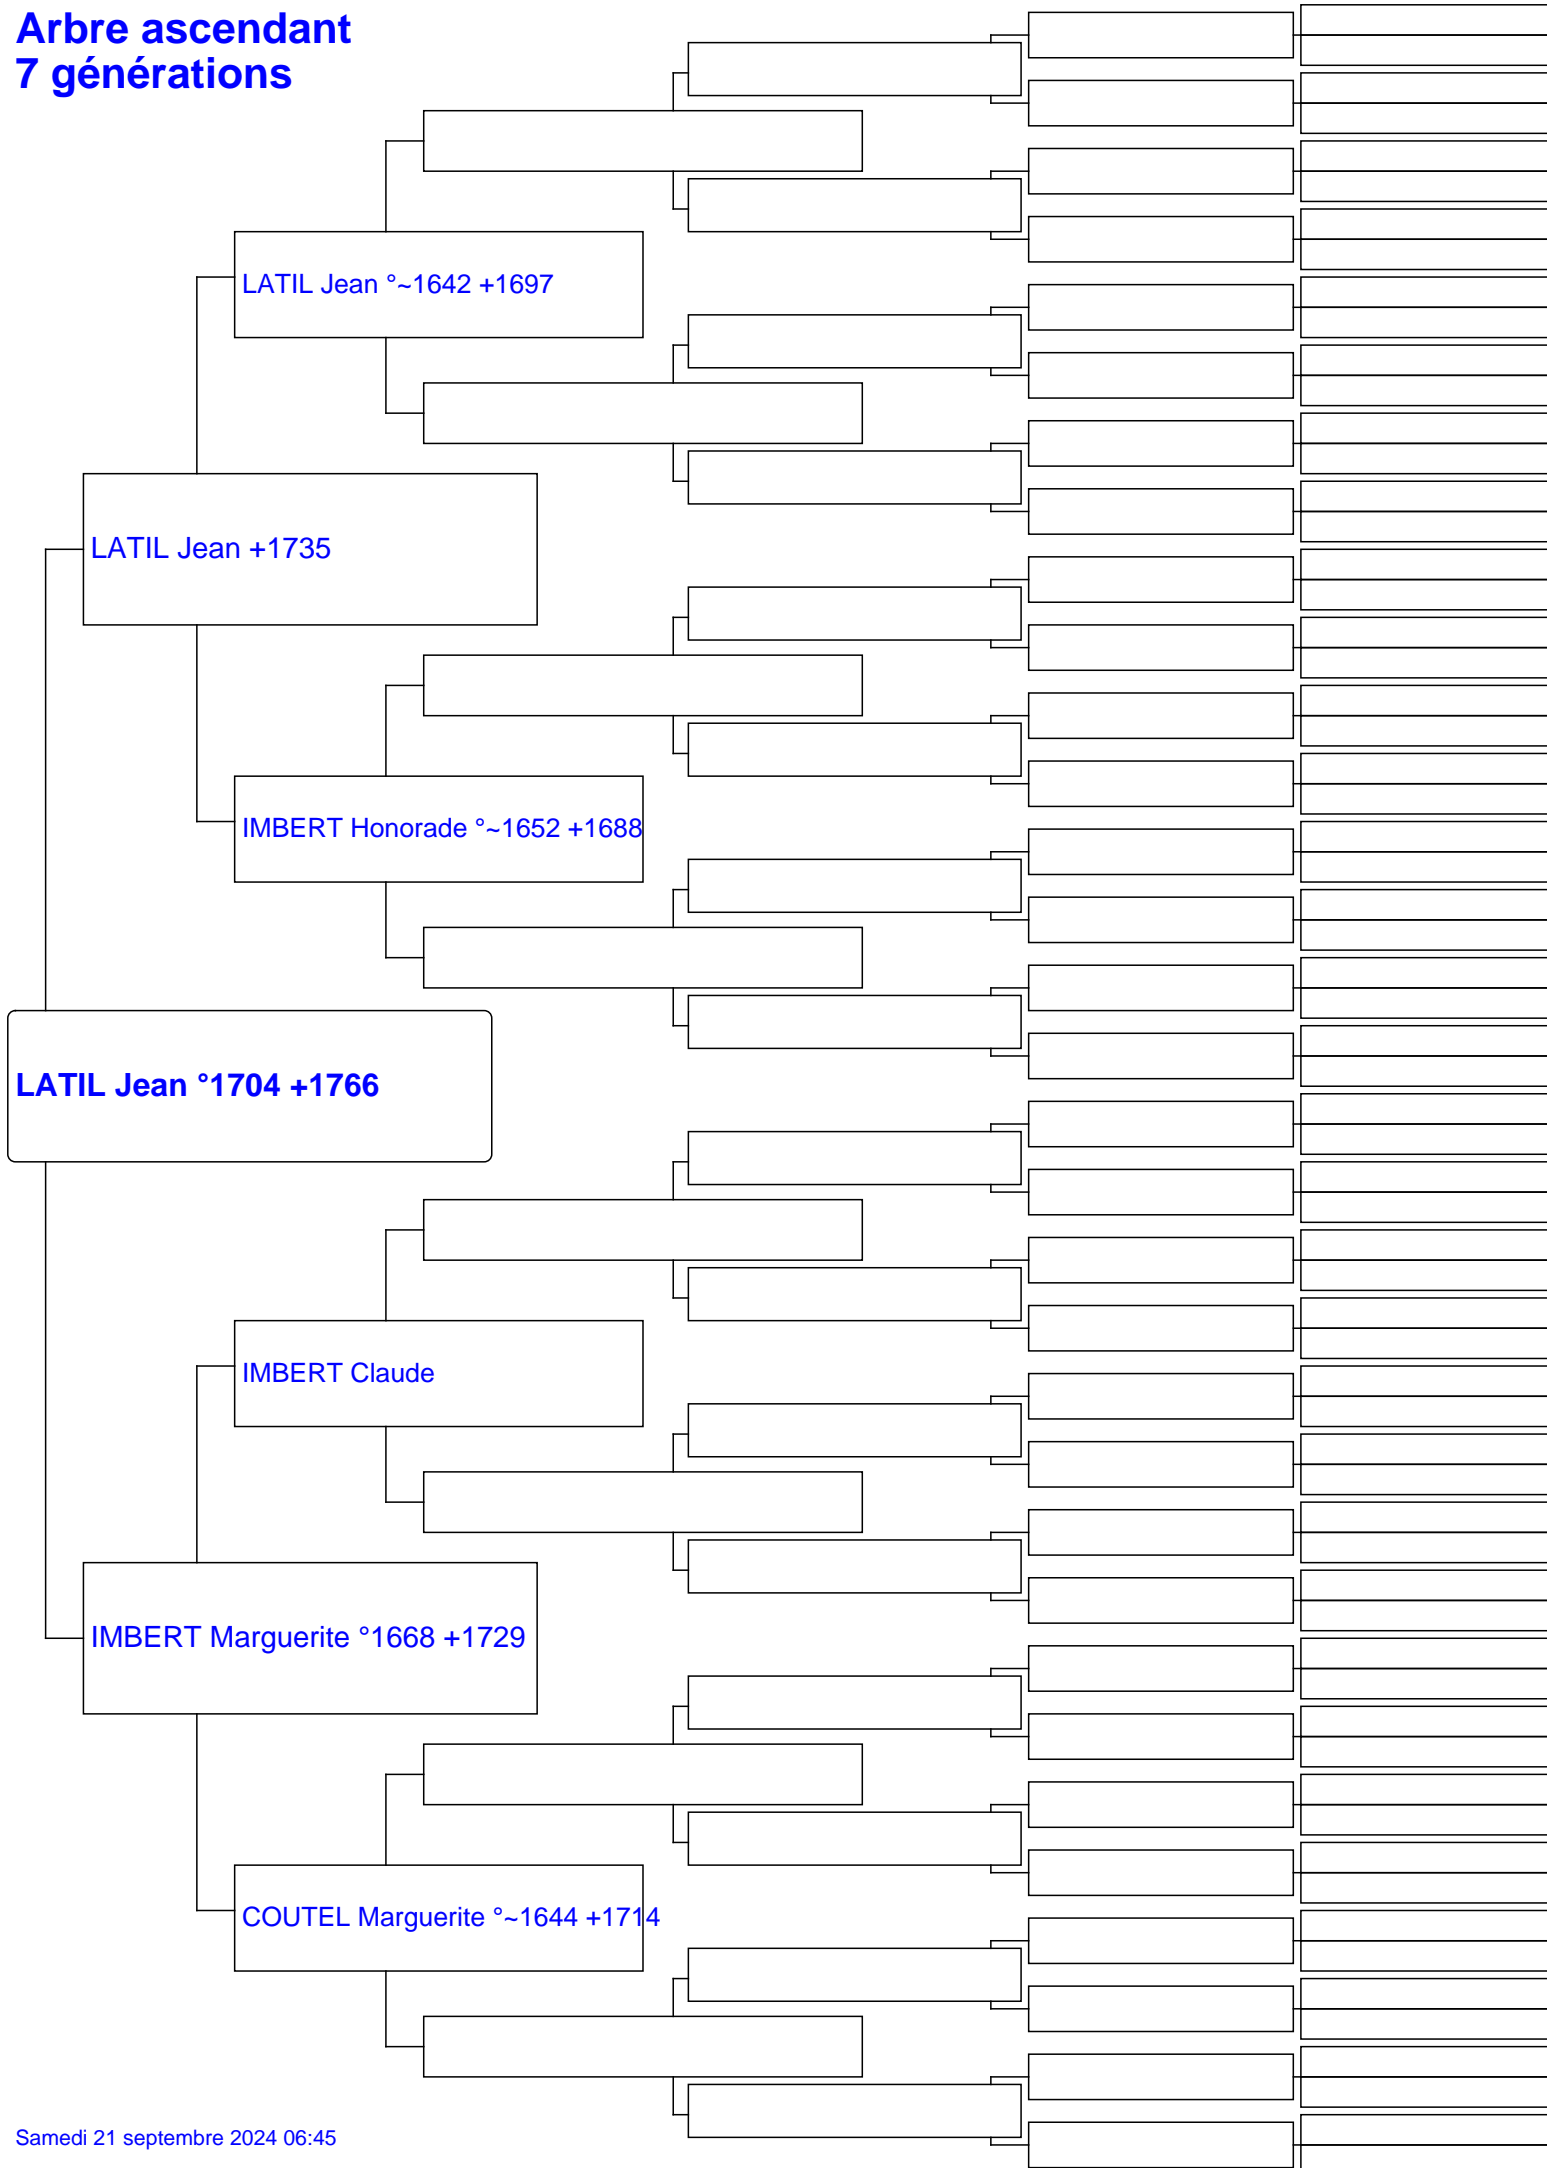 Arbre ascendant
7 générations
LATIL Jean °~1642 +1697
LATIL Jean +1735
IMBERT Honorade °~1652 +1688
LATIL Jean °1704 +1766
IMBERT Claude
IMBERT Marguerite °1668 +1729
COUTEL Marguerite °~1644 +1714
Samedi 21 septembre 2024 06:45